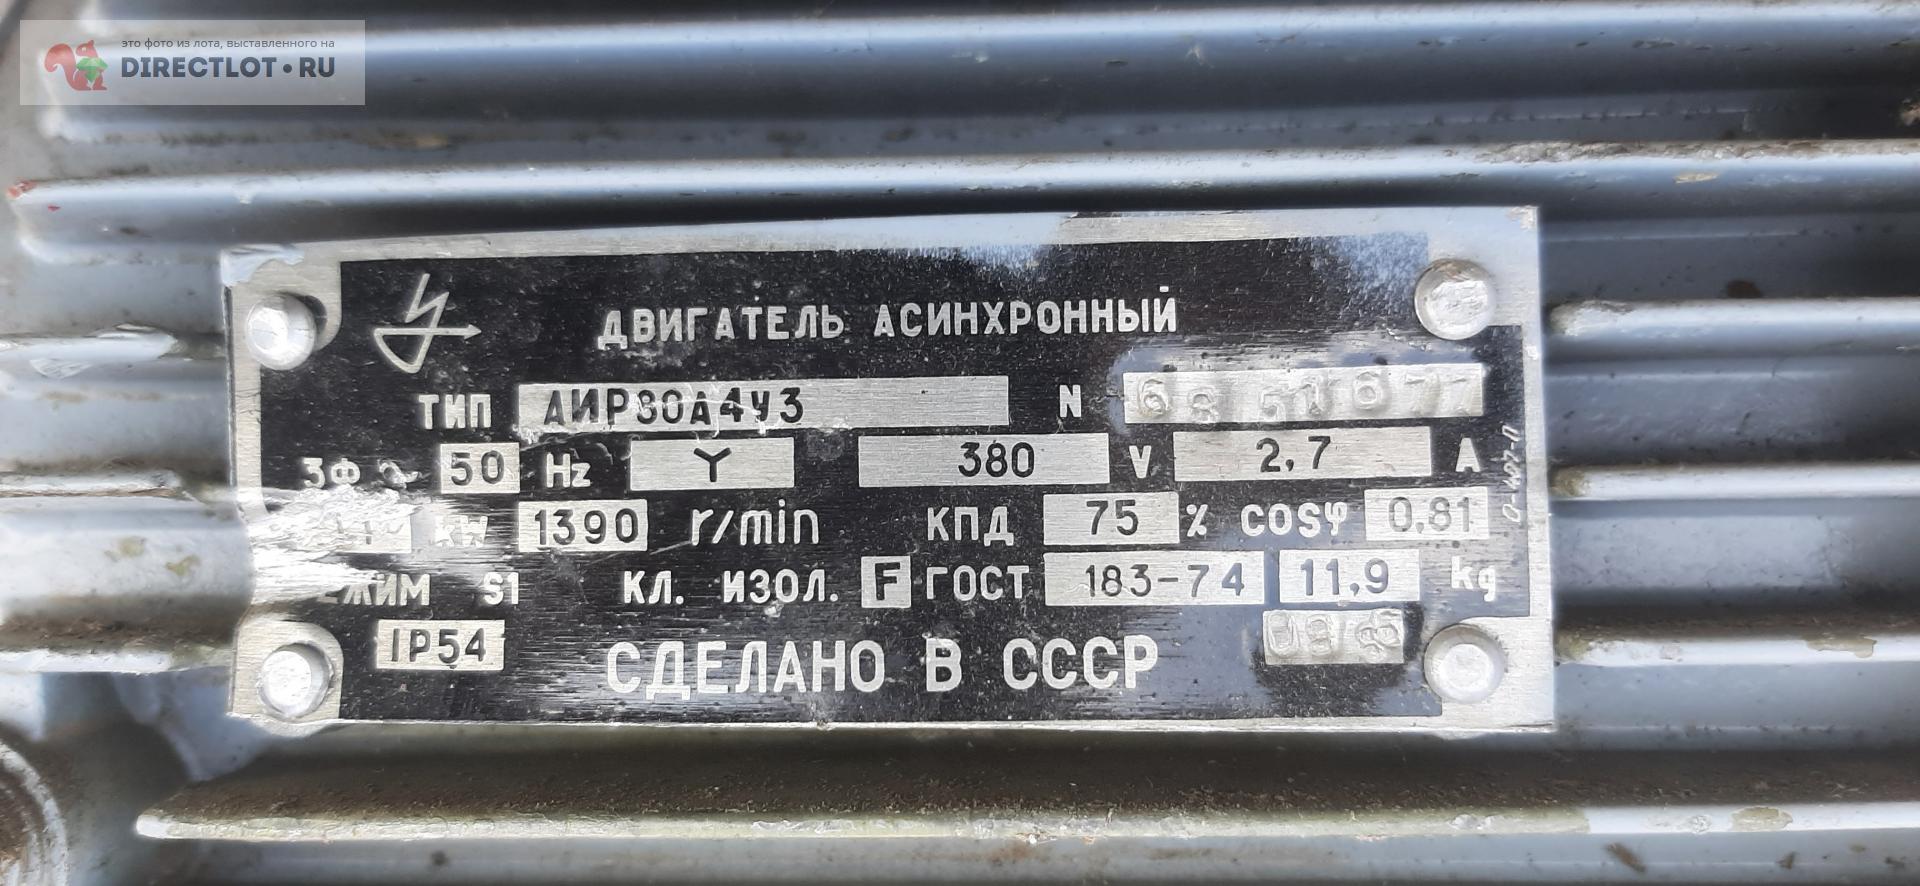 это фото из лота, выставленного на
DIRECTLOT•RU
ДВИГАТЕЛЬ АСИНХРОННЫЙ
ТИП АИР80А4У3 N
3Ф ~ 50 Hz Y 380 V 2,7 A
kW 1390 r/min КПД 75 % COSφ 0,81
S1 КЛ. ИЗОЛ. F ГОСТ 183-74 11,9 kg
IP54 СДЕЛАНО В СССР